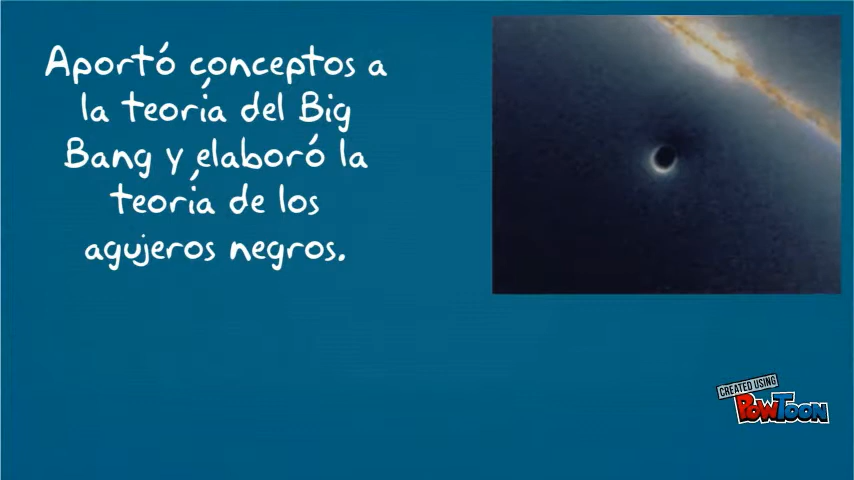 Aportó conceptos a
la teoría del Big
Bang y elaboró la
teoría de los
agujeros negros.
CREATED USING
PowToon